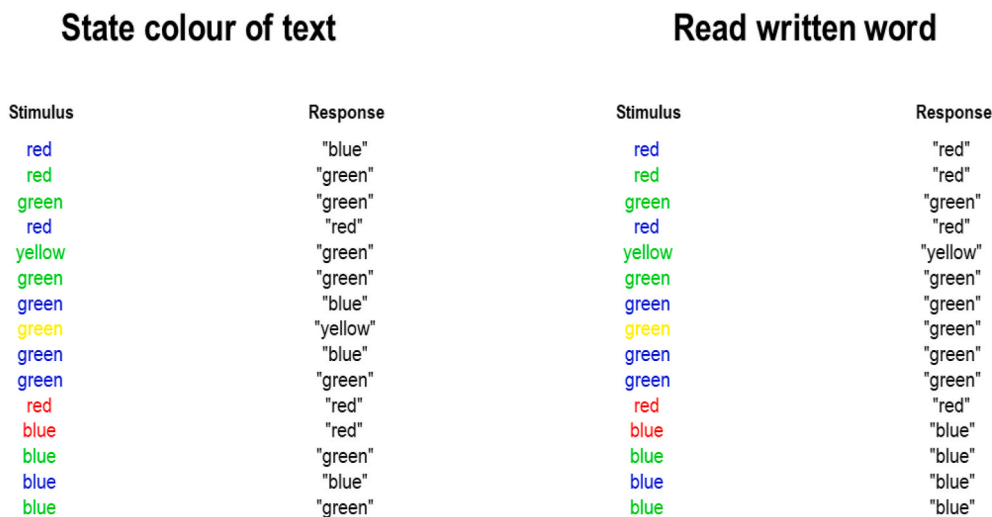 State colour of text Read written word
Stimulus Response Stimulus Response
red "blue" red "red"
red "green" red "red"
green "green" green "green"
red "red" red "red"
yellow "green" yellow "yellow"
green "green" green "green"
green "blue" green "green"
green "yellow" green "green"
green "blue" green "green"
green "green" green "green"
red "red" red "red"
blue "red" blue "blue"
blue "green" blue "blue"
blue "blue" blue "blue"
blue "green" blue "blue"